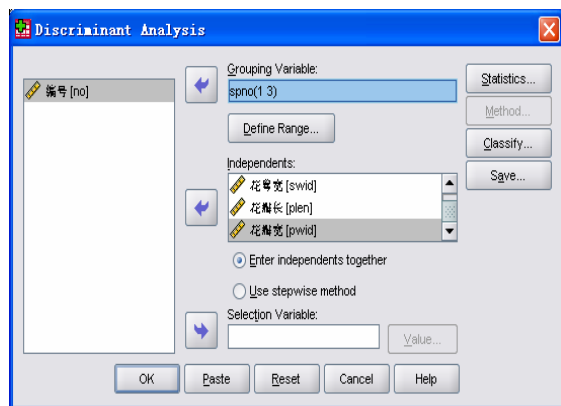 Discriminant Analysis
编号 [no]
Grouping Variable:
spno(1 3)
Define Range...
Independents:
花萼宽 [swid]
花瓣长 [plen]
花瓣宽 [pwid]
Enter independents together
Use stepwise method
Selection Variable:
Value...
Statistics...
Method...
Classify...
Save...
OK
Paste
Reset
Cancel
Help